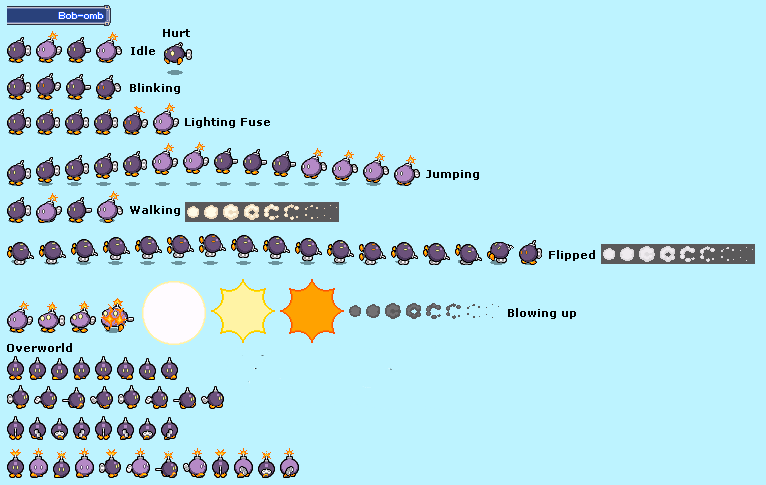 Bob-omb
Hurt
Idle
Blinking
Lighting Fuse
Jumping
Walking
Flipped
Blowing up
Overworld